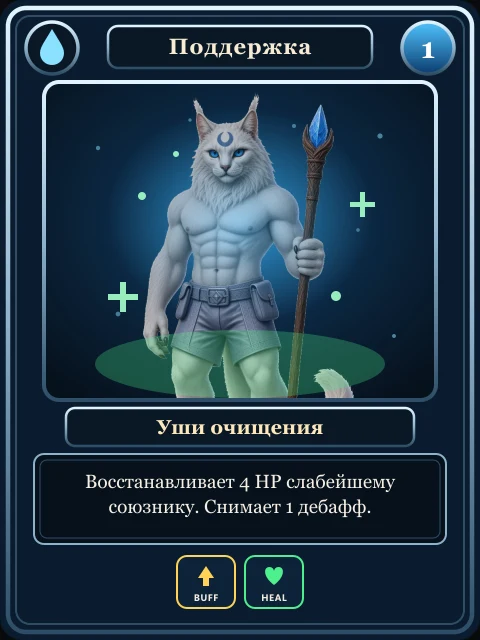 Поддержка
1
Уши очищения
Восстанавливает 4 HP слабейшему
союзнику. Снимает 1 дебафф.
BUFF
HEAL